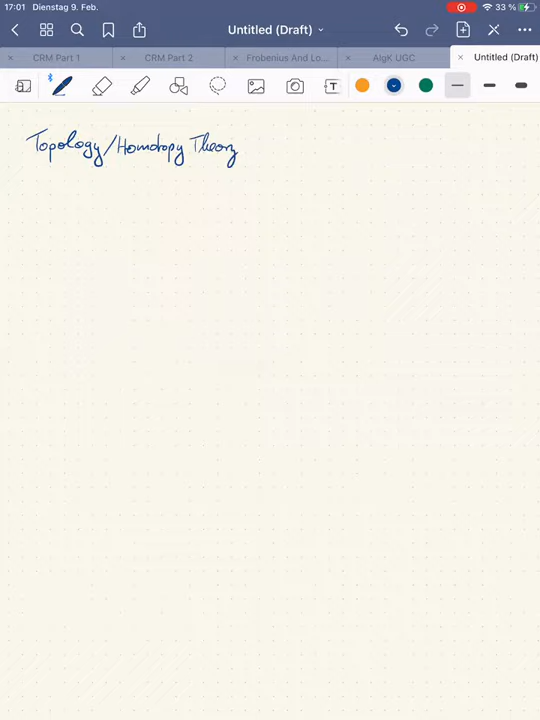 17:01 Dienstag 9. Feb. 33 %
Untitled (Draft)
CRM Part 1 CRM Part 2 Frobenius And Lo... AlgK UGC Untitled (Draft)
T
Topology/Homotopy Theory